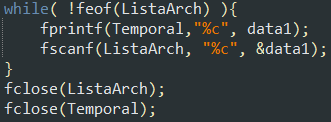 while( !feof(ListaArch) ){
fprintf(Temporal,"%c", data1);
fscanf(ListaArch, "%c", &data1);
}
fclose(ListaArch);
fclose(Temporal);